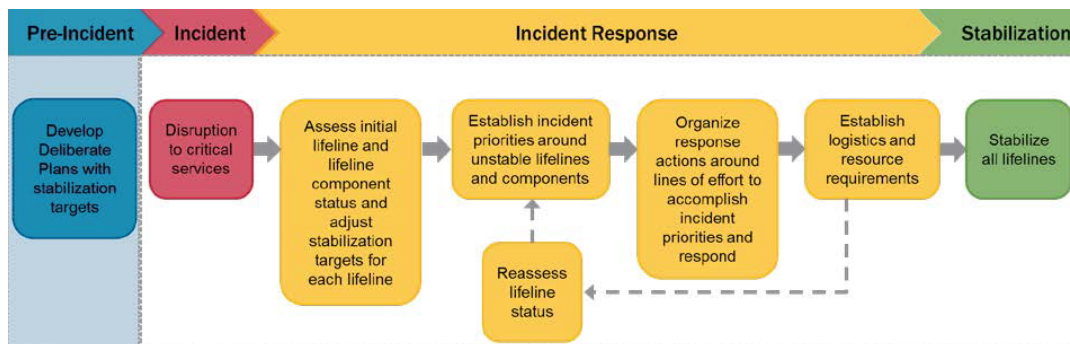 Pre-Incident
Incident
Incident Response
Stabilization
Develop
Deliberate
Plans with
stabilization
targets
Disruption
to critical
services
Assess initial
lifeline and
lifeline
component
status and
adjust
stabilization
targets for
each lifeline
Establish incident
priorities around
unstable lifelines
and components
Reassess
lifeline
status
Organize
response
actions around
lines of effort to
accomplish
incident
priorities and
respond
Establish
logistics and
resource
requirements
Stabilize
all lifelines